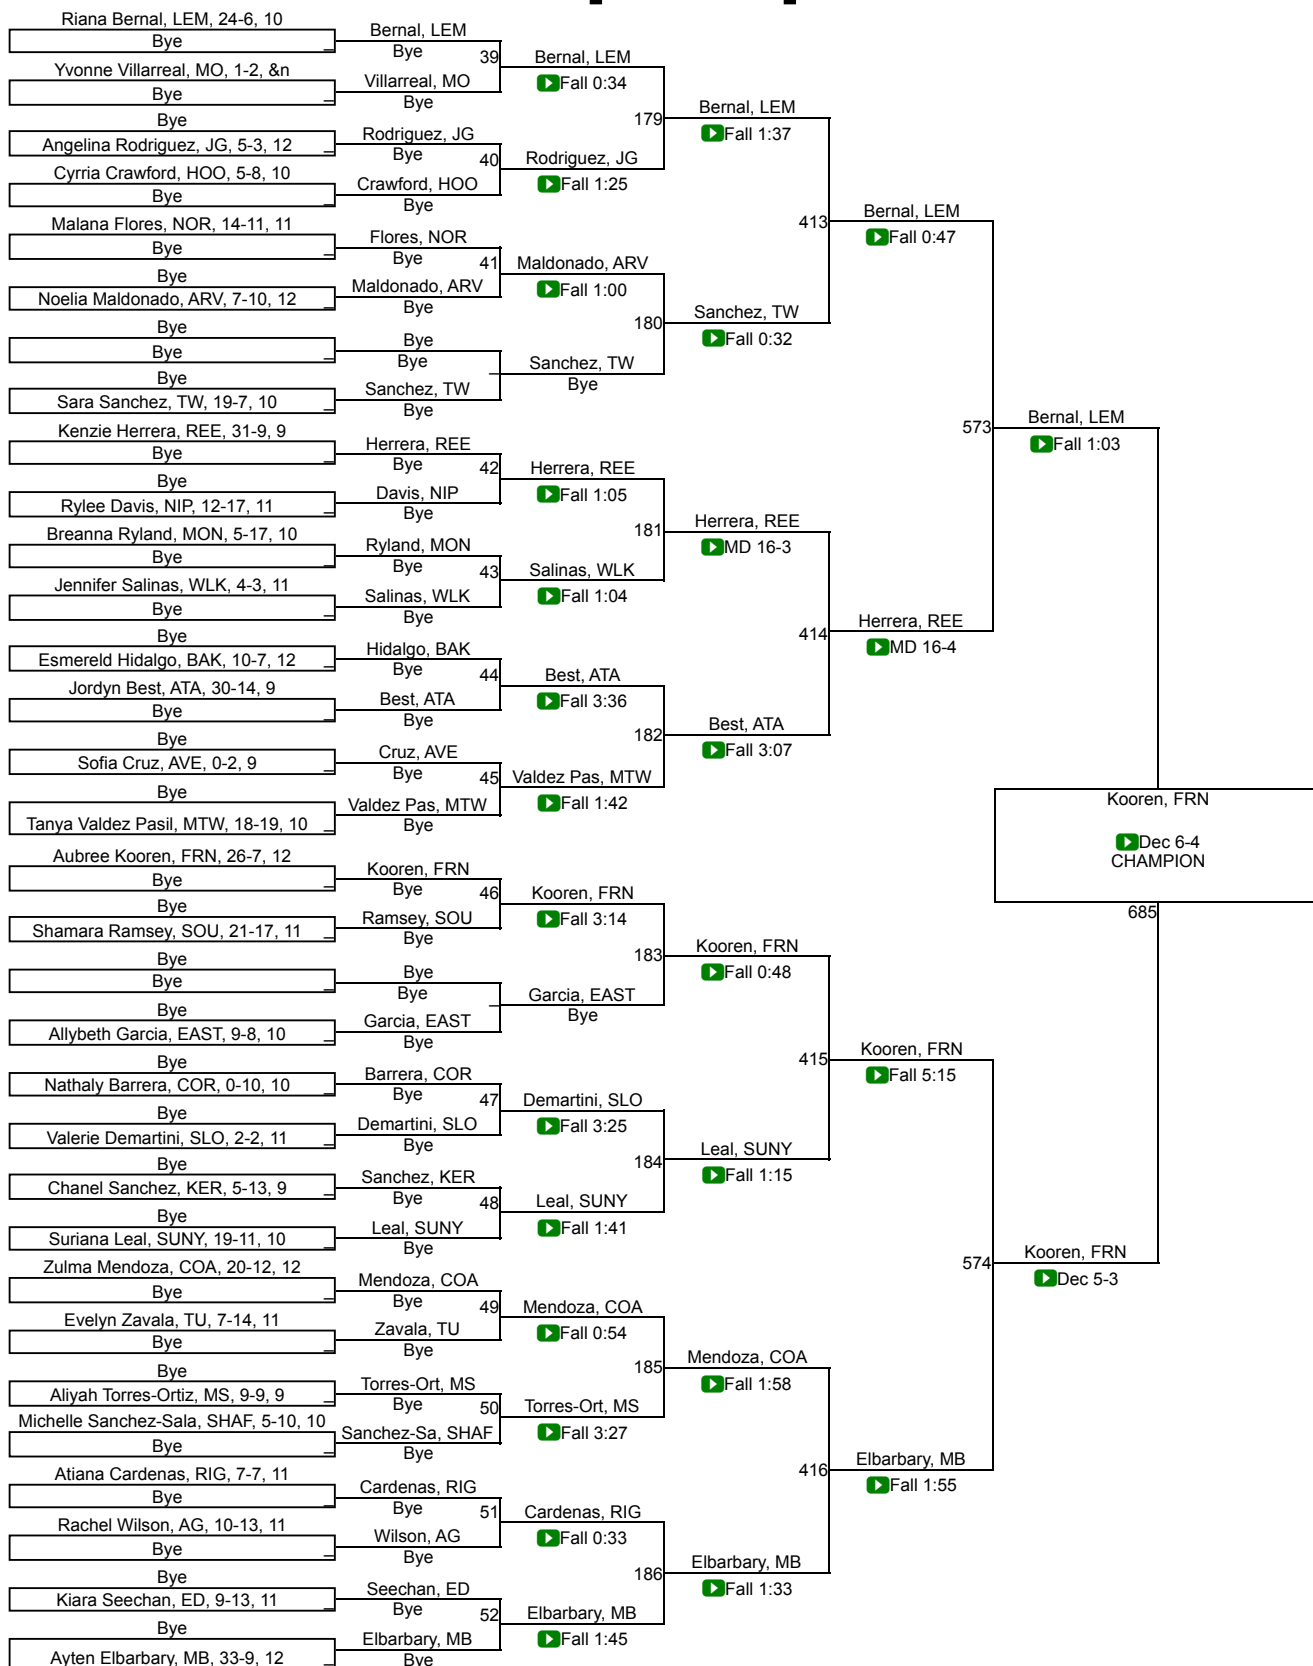 Riana Bernal, LEM, 24-6, 10
Bye
Yvonne Villarreal, MO, 1-2, &n
Bye
Bye
Angelina Rodriguez, JG, 5-3, 12
Cyrria Crawford, HOO, 5-8, 10
Bye
Malana Flores, NOR, 14-11, 11
Bye
Bye
Noelia Maldonado, ARV, 7-10, 12
Bye
Bye
Bye
Sara Sanchez, TW, 19-7, 10
Kenzie Herrera, REE, 31-9, 9
Bye
Bye
Rylee Davis, NIP, 12-17, 11
Breanna Ryland, MON, 5-17, 10
Bye
Jennifer Salinas, WLK, 4-3, 11
Bye
Bye
Esmereld Hidalgo, BAK, 10-7, 12
Jordyn Best, ATA, 30-14, 9
Bye
Bye
Sofia Cruz, AVE, 0-2, 9
Bye
Tanya Valdez Pasil, MTW, 18-19, 10
Aubree Kooren, FRN, 26-7, 12
Bye
Bye
Shamara Ramsey, SOU, 21-17, 11
Bye
Bye
Bye
Allybeth Garcia, EAST, 9-8, 10
Bye
Nathaly Barrera, COR, 0-10, 10
Bye
Valerie Demartini, SLO, 2-2, 11
Bye
Chanel Sanchez, KER, 5-13, 9
Bye
Suriana Leal, SUNY, 19-11, 10
Zulma Mendoza, COA, 20-12, 12
Bye
Evelyn Zavala, TU, 7-14, 11
Bye
Bye
Aliyah Torres-Ortiz, MS, 9-9, 9
Michelle Sanchez-Sala, SHAF, 5-10, 10
Bye
Atiana Cardenas, RIG, 7-7, 11
Bye
Rachel Wilson, AG, 10-13, 11
Bye
Bye
Kiara Seechan, ED, 9-13, 11
Bye
Ayten Elbarbary, MB, 33-9, 12
Bernal, LEM
Bye
39
Villarreal, MO
Bye
Rodriguez, JG
Bye
40
Crawford, HOO
Bye
Flores, NOR
Bye
41
Maldonado, ARV
Bye
Bye
Bye
Sanchez, TW
Bye
Herrera, REE
Bye
42
Davis, NIP
Bye
Ryland, MON
Bye
43
Salinas, WLK
Bye
Hidalgo, BAK
Bye
44
Best, ATA
Bye
Cruz, AVE
Bye
45
Valdez Pas, MTW
Bye
Kooren, FRN
Bye
46
Ramsey, SOU
Bye
Bye
Bye
Garcia, EAST
Bye
Barrera, COR
Bye
47
Demartini, SLO
Bye
Sanchez, KER
Bye
48
Leal, SUNY
Bye
Mendoza, COA
Bye
49
Zavala, TU
Bye
Torres-Ort, MS
Bye
50
Sanchez-Sa, SHAF
Bye
Cardenas, RIG
Bye
51
Wilson, AG
Bye
Seechan, ED
Bye
52
Elbarbary, MB
Bye
Bernal, LEM
Fall 0:34
179
Rodriguez, JG
Fall 1:25
Maldonado, ARV
Fall 1:00
180
Sanchez, TW
Bye
Herrera, REE
Fall 1:05
181
Salinas, WLK
Fall 1:04
Best, ATA
Fall 3:36
182
Valdez Pas, MTW
Fall 1:42
Kooren, FRN
Fall 3:14
183
Garcia, EAST
Bye
Demartini, SLO
Fall 3:25
184
Leal, SUNY
Fall 1:41
Mendoza, COA
Fall 0:54
185
Torres-Ort, MS
Fall 3:27
Cardenas, RIG
Fall 0:33
186
Elbarbary, MB
Fall 1:45
Bernal, LEM
Fall 1:37
413
Sanchez, TW
Fall 0:32
Herrera, REE
MD 16-3
414
Best, ATA
Fall 3:07
Kooren, FRN
Fall 0:48
415
Leal, SUNY
Fall 1:15
Mendoza, COA
Fall 1:58
416
Elbarbary, MB
Fall 1:33
Bernal, LEM
Fall 0:47
573
Herrera, REE
MD 16-4
Kooren, FRN
Fall 5:15
574
Elbarbary, MB
Fall 1:55
Bernal, LEM
Fall 1:03
Kooren, FRN
Dec 5-3
Kooren, FRN
Dec 6-4
CHAMPION
685